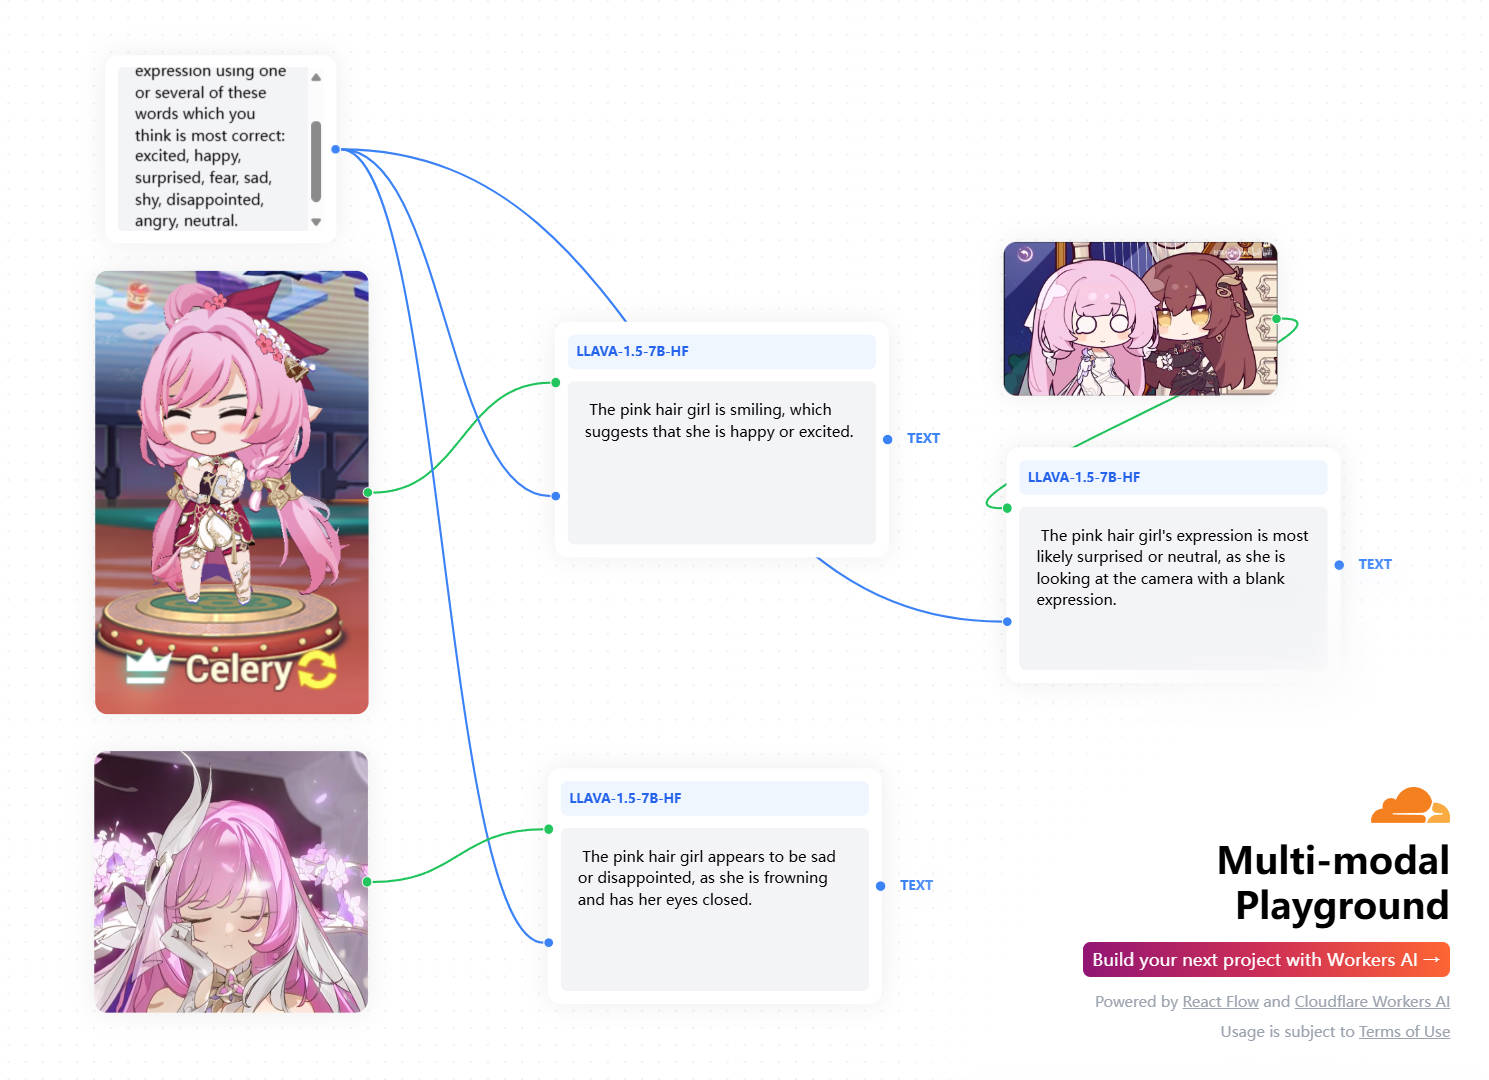 expression using one
or several of these
words which you
think is most correct:
excited, happy,
surprised, fear, sad,
shy, disappointed,
angry, neutral.
Celery
LLAVA-1.5-7B-HF
The pink hair girl is smiling, which
suggests that she is happy or excited.
TEXT
LLAVA-1.5-7B-HF
The pink hair girl's expression is most
likely surprised or neutral, as she is
looking at the camera with a blank
expression.
TEXT
LLAVA-1.5-7B-HF
The pink hair girl appears to be sad
or disappointed, as she is frowning
and has her eyes closed.
TEXT
Multi-modal
Playground
Build your next project with Workers AI →
Powered by React Flow and Cloudflare Workers AI
Usage is subject to Terms of Use